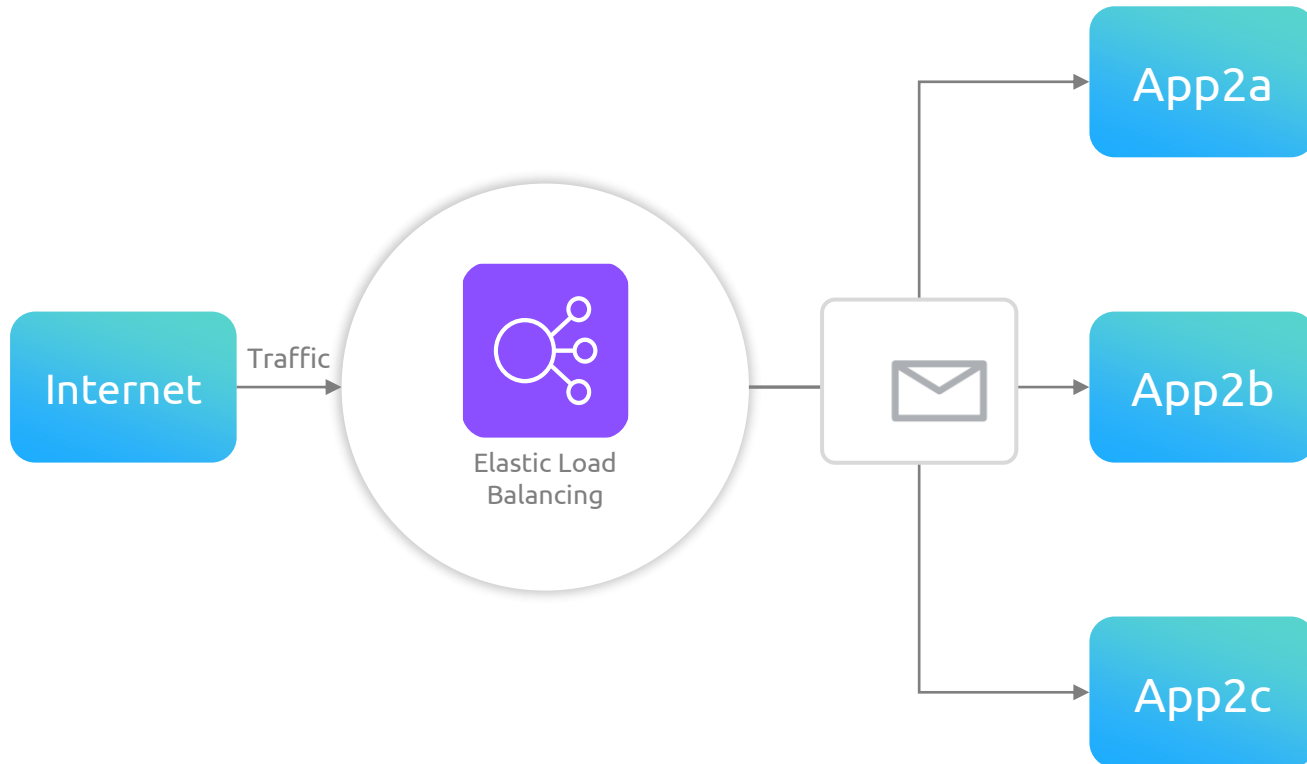 App2a
Internet
Traffic
Elastic Load
Balancing
App2b
App2c